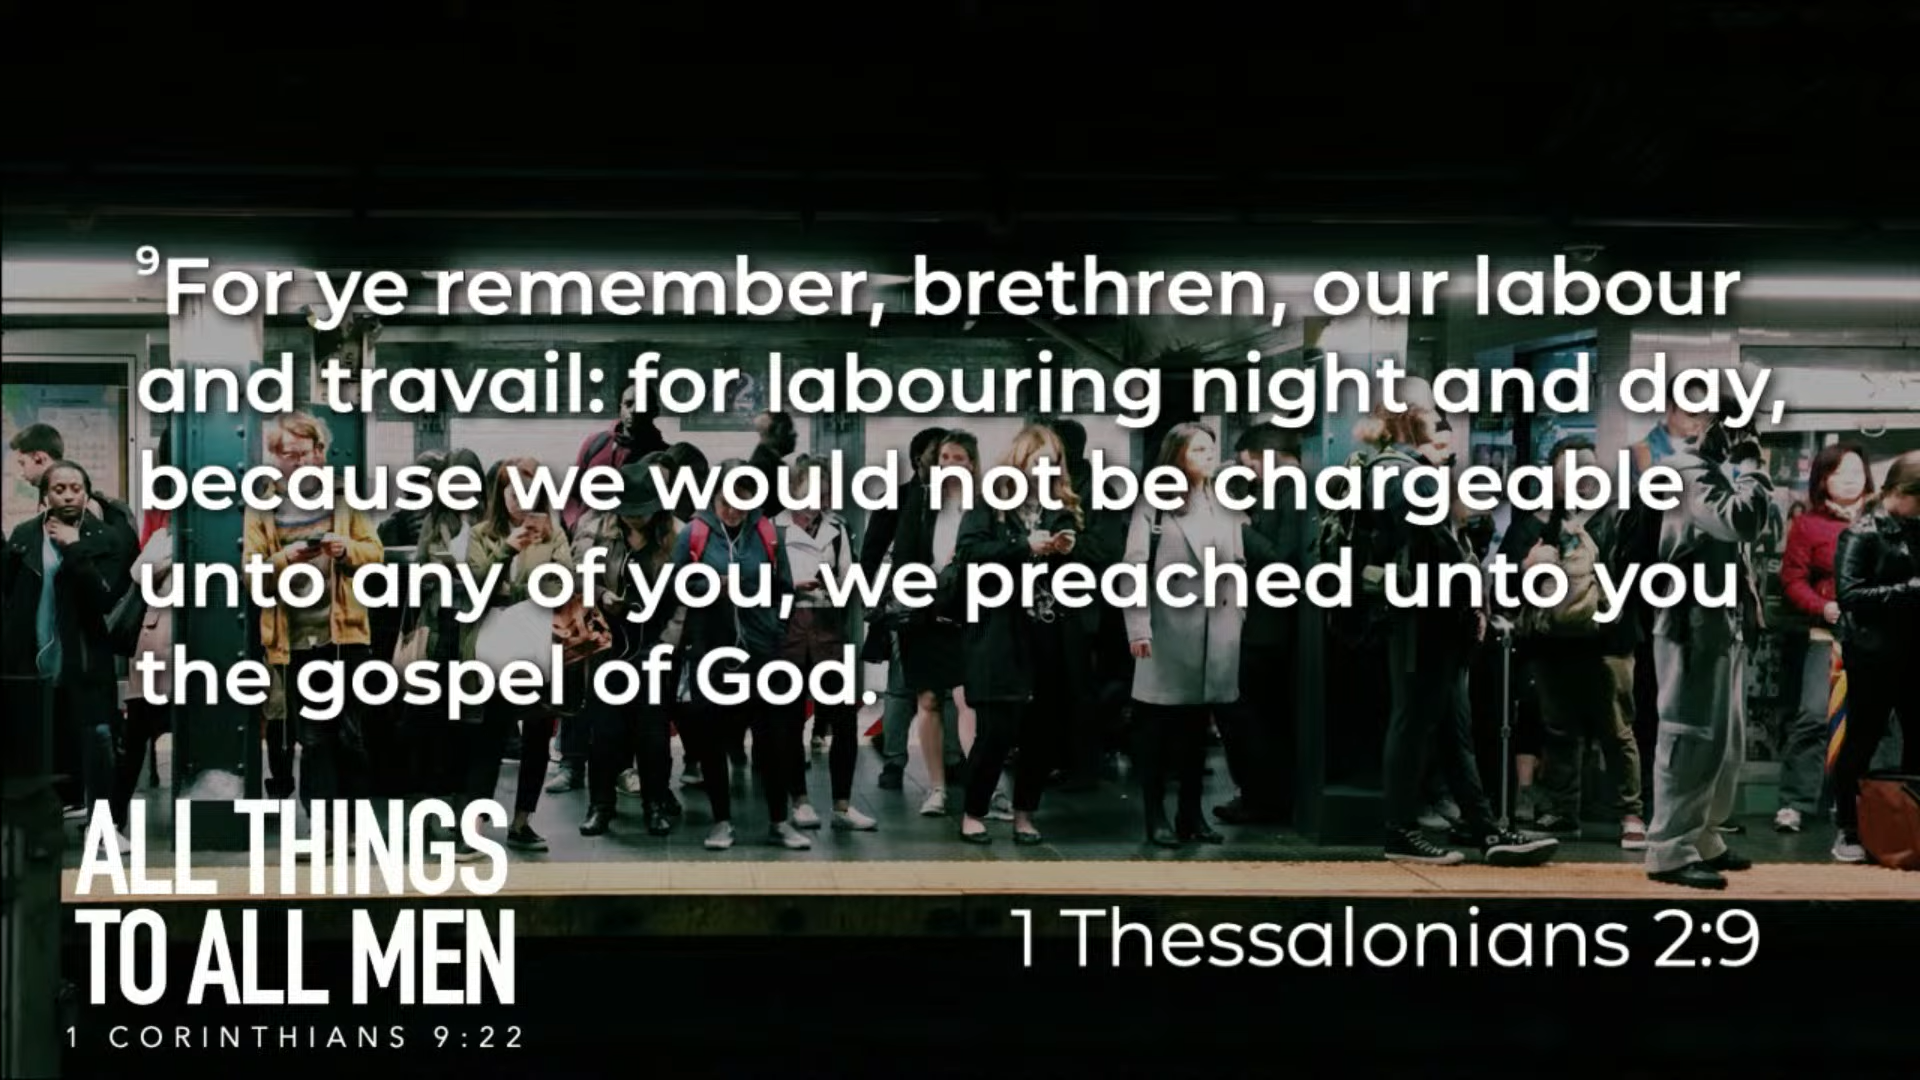 ⁹For ye remember, brethren, our labour
and travail: for labouring night and day,
because we would not be chargeable
unto any of you, we preached unto you
the gospel of God.
ALL THINGS
TO ALL MEN
1 CORINTHIANS 9:22
1 Thessalonians 2:9